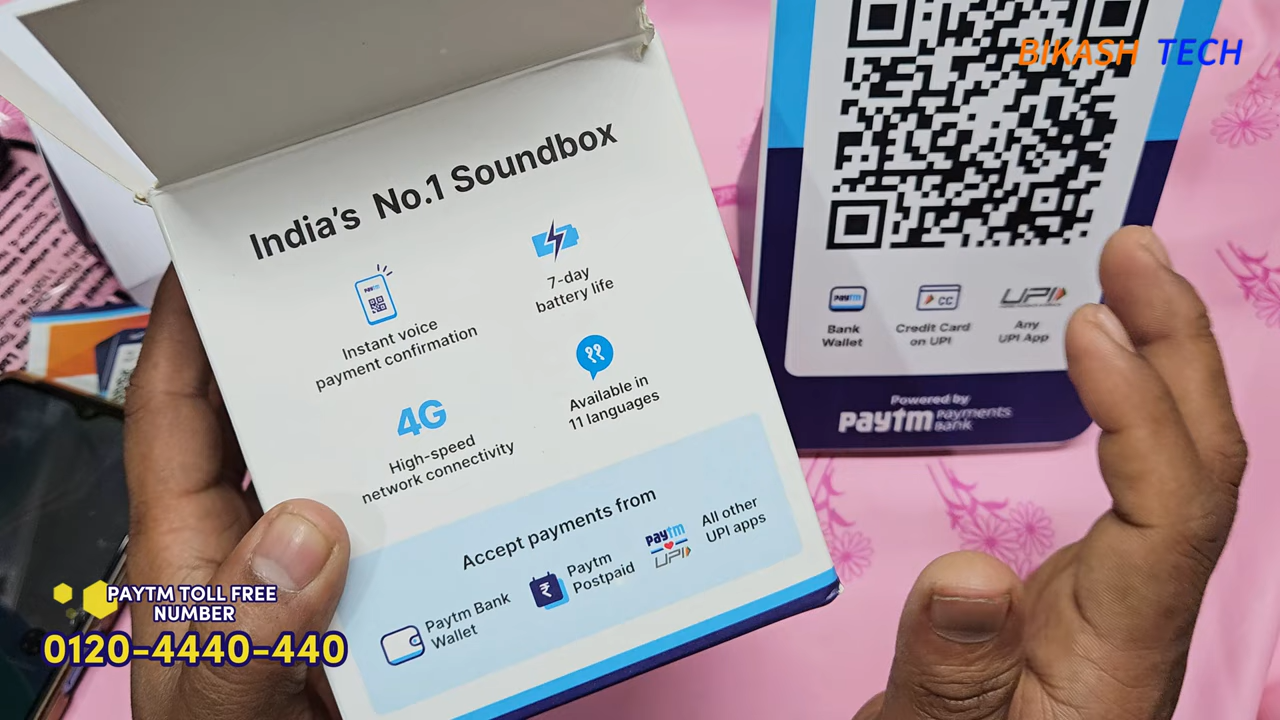 BIKASH TECH
India's No.1 Soundbox
Instant voice
payment confirmation
7-day
battery life
4G
High-speed
network connectivity
Available in
11 languages
Accept payments from
Paytm Bank
Wallet
Paytm
Postpaid
paytm
UPI
All other
UPI apps
paytm
Bank
Wallet
CC
Credit Card
on UPI
UPI
Any
UPI App
Powered by
paytm payments
bank
PAYTM TOLL FREE
NUMBER
0120-4440-440